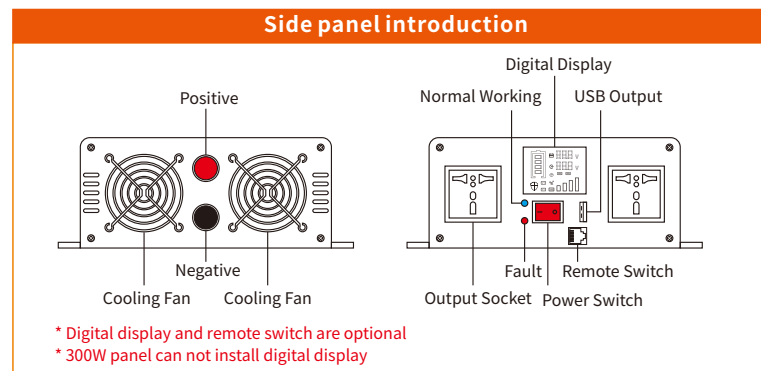 Side panel introduction
Digital Display
Positive
Normal Working
USB Output
Negative
Fault
Remote Switch
Cooling Fan
Cooling Fan
Output Socket
Power Switch
* Digital display and remote switch are optional
* 300W panel can not install digital display